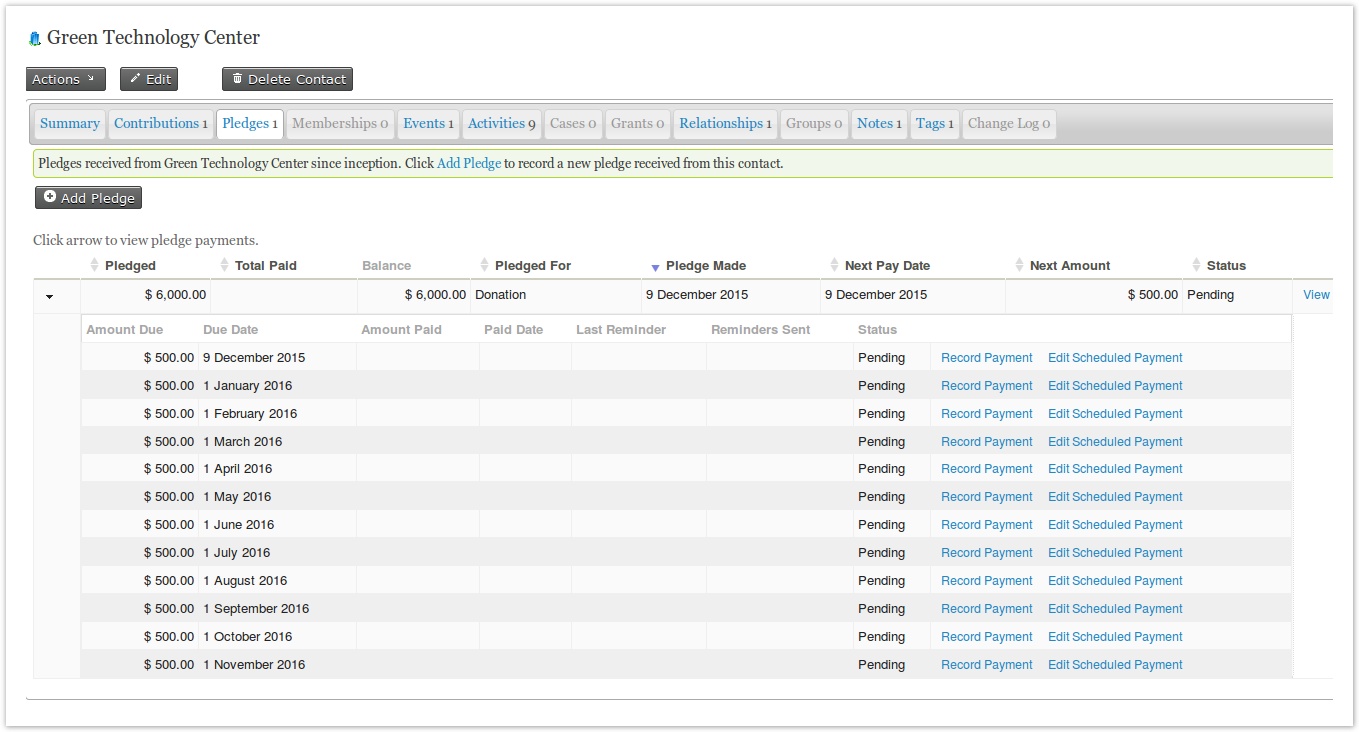 Green Technology Center
Actions Edit Delete Contact
Summary Contributions 1 Pledges 1 Memberships 0 Events 1 Activities 9 Cases 0 Grants 0 Relationships 1 Groups 0 Notes 1 Tags 1 Change Log 0
Pledges received from Green Technology Center since inception. Click Add Pledge to record a new pledge received from this contact.
Add Pledge
Click arrow to view pledge payments.
Pledged Total Paid Balance Pledged For Pledge Made Next Pay Date Next Amount Status
$ 6,000.00 $ 6,000.00 Donation 9 December 2015 9 December 2015 $ 500.00 Pending View
Amount Due Due Date Amount Paid Paid Date Last Reminder Reminders Sent Status
$ 500.00 9 December 2015 Pending Record Payment Edit Scheduled Payment
$ 500.00 1 January 2016 Pending Record Payment Edit Scheduled Payment
$ 500.00 1 February 2016 Pending Record Payment Edit Scheduled Payment
$ 500.00 1 March 2016 Pending Record Payment Edit Scheduled Payment
$ 500.00 1 April 2016 Pending Record Payment Edit Scheduled Payment
$ 500.00 1 May 2016 Pending Record Payment Edit Scheduled Payment
$ 500.00 1 June 2016 Pending Record Payment Edit Scheduled Payment
$ 500.00 1 July 2016 Pending Record Payment Edit Scheduled Payment
$ 500.00 1 August 2016 Pending Record Payment Edit Scheduled Payment
$ 500.00 1 September 2016 Pending Record Payment Edit Scheduled Payment
$ 500.00 1 October 2016 Pending Record Payment Edit Scheduled Payment
$ 500.00 1 November 2016 Pending Record Payment Edit Scheduled Payment